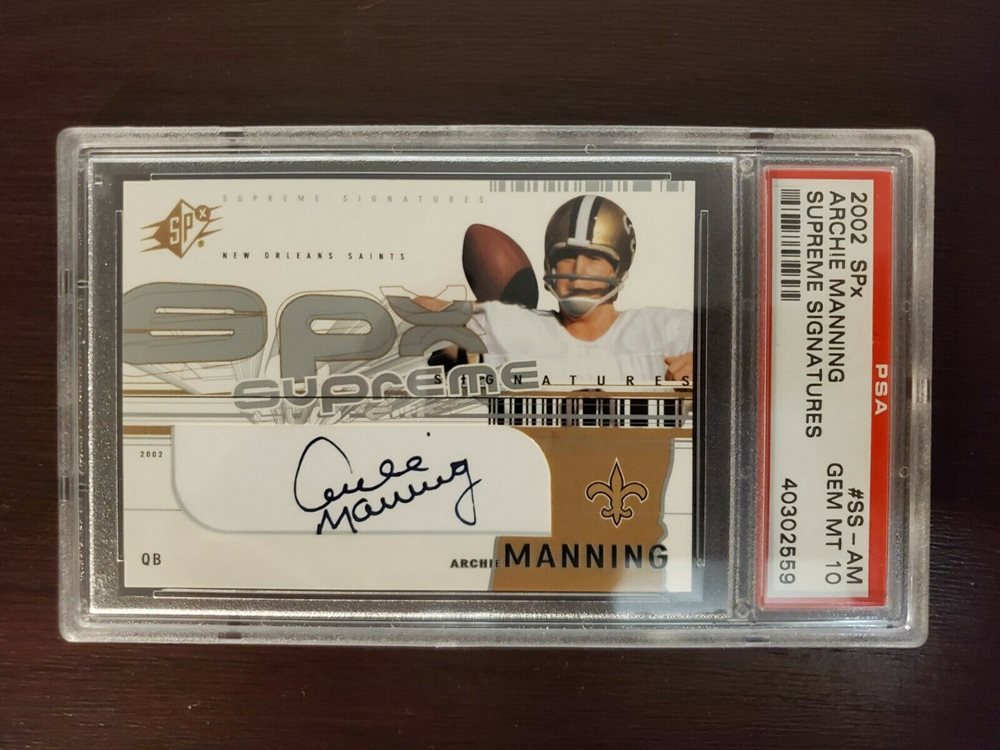 SUPREME SIGNATURES
SPx
NEW ORLEANS SAINTS
SPx
SUPREME
SIGNATURES
2002
Archie
Manning
QB
ARCHIE MANNING
PSA
2002 SPx #SS-AM
ARCHIE MANNING GEM MT 10
SUPREME SIGNATURES
40302559